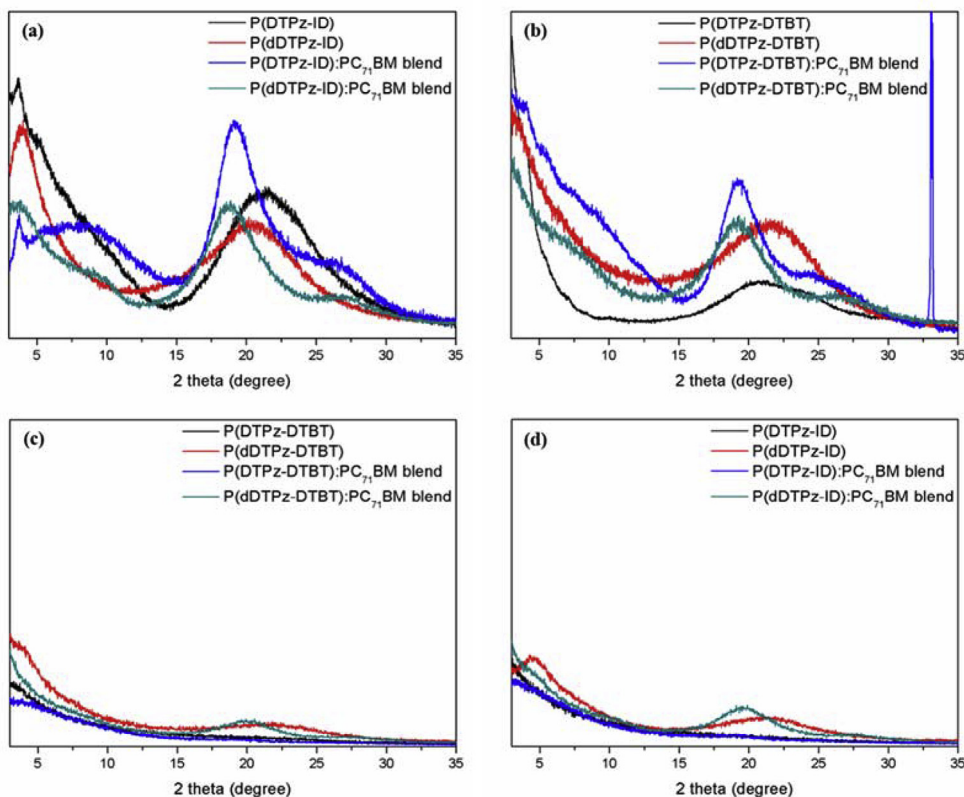 (a)
P(DTPz-ID)
P(dDTPz-ID)
P(DTPz-ID):PC₇₁BM blend
P(dDTPz-ID):PC₇₁BM blend
5 10 15 20 25 30 35
2 theta (degree)
(b)
P(DTPz-DTBT)
P(dDTPz-DTBT)
P(DTPz-DTBT):PC₇₁BM blend
P(dDTPz-DTBT):PC₇₁BM blend
5 10 15 20 25 30 35
2 theta (degree)
(c)
P(DTPz-DTBT)
P(dDTPz-DTBT)
P(DTPz-DTBT):PC₇₁BM blend
P(dDTPz-DTBT):PC₇₁BM blend
5 10 15 20 25 30 35
2 theta (degree)
(d)
P(DTPz-ID)
P(dDTPz-ID)
P(DTPz-ID):PC₇₁BM blend
P(dDTPz-ID):PC₇₁BM blend
5 10 15 20 25 30 35
2 theta (degree)